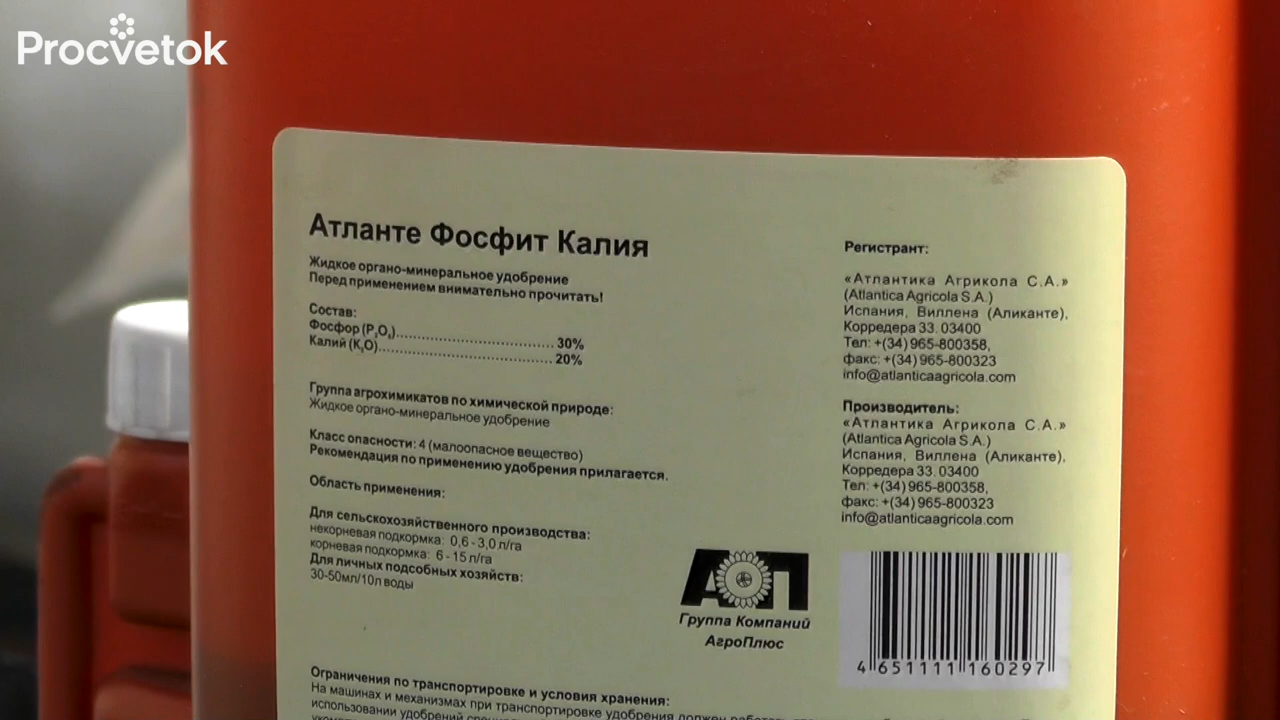 Procvetok
Атланте Фосфит Калия
Жидкое органо-минеральное удобрение
Перед применением внимательно прочитать!
Состав:
Фосфор (P₂O₅)........................................ 30%
Калий (K₂O)............................................ 20%
Группа агрохимикатов по химической природе:
Жидкое органо-минеральное удобрение
Класс опасности: 4 (малоопасное вещество)
Рекомендация по применению удобрения прилагается.
Область применения:
Для сельскохозяйственного производства:
некорневая подкормка: 0,6 - 3,0 л/га
корневая подкормка: 6 - 15 л/га
Для личных подсобных хозяйств:
30-50мл/10л воды
Ограничения по транспортировке и условия хранения:
На машинах и механизмах при транспортировке удобрения должен
использовании удобрений
Регистрант:
«Атлантика Агрикола С.А.»
(Atlantica Agricola S.A.)
Испания, Виллена (Аликанте),
Корредера 33. 03400
Тел: +(34) 965-800358,
факс: +(34) 965-800323
info@atlanticaagricola.com
Производитель:
«Атлантика Агрикола С.А.»
(Atlantica Agricola S.A.)
Испания, Виллена (Аликанте),
Корредера 33. 03400
Тел: +(34) 965-800358,
факс: +(34) 965-800323
info@atlanticaagricola.com
АП
Группа Компаний
АгроПлюс
4 651111 160297